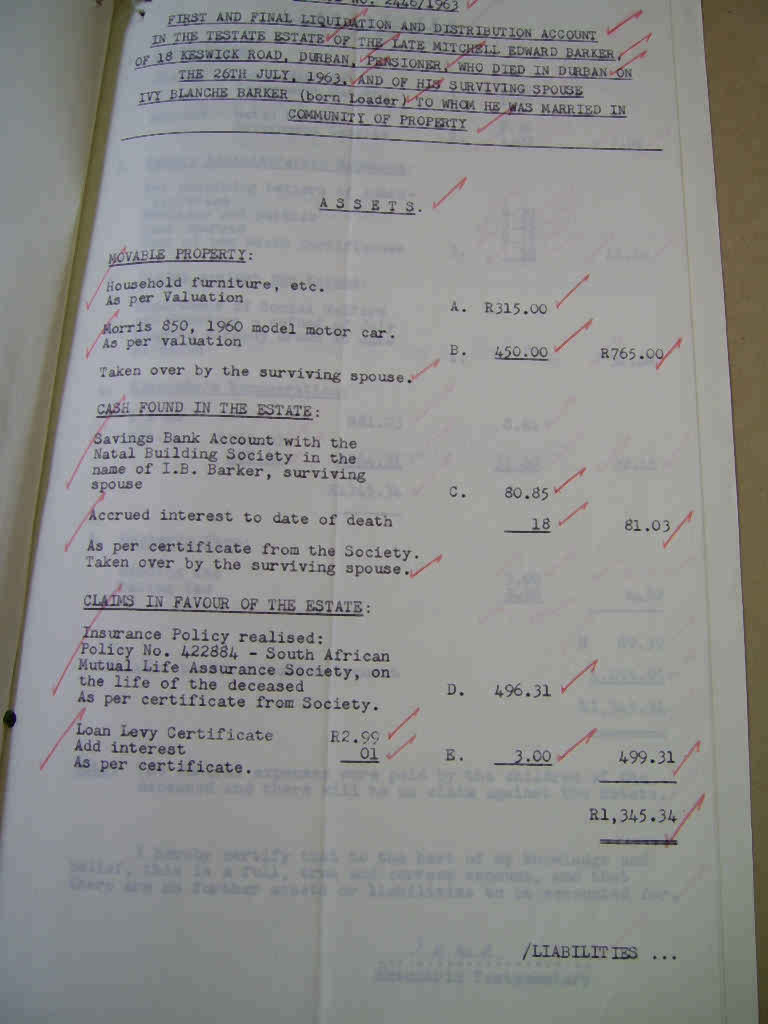 NO. 2446/1963
FIRST AND FINAL LIQUIDATION AND DISTRIBUTION ACCOUNT
IN THE TESTATE ESTATE OF THE LATE MITCHELL EDWARD BARKER,
OF 18 KESWICK ROAD, DURBAN, PENSIONER, WHO DIED IN DURBAN ON
THE 26TH JULY, 1963, AND OF HIS SURVIVING SPOUSE
IVY BLANCHE BARKER (born Loader) TO WHOM HE WAS MARRIED IN
COMMUNITY OF PROPERTY
A S S E T S.
MOVABLE PROPERTY:
Household furniture, etc.
As per Valuation A. R315.00
Morris 850, 1960 model motor car.
As per valuation B. 450.00 R765.00
Taken over by the surviving spouse.
CASH FOUND IN THE ESTATE:
Savings Bank Account with the
Natal Building Society in the
name of I.B. Barker, surviving
spouse C. 80.85
Accrued interest to date of death 18 81.03
As per certificate from the Society.
Taken over by the surviving spouse.
CLAIMS IN FAVOUR OF THE ESTATE:
Insurance Policy realised:
Policy No. 422884 - South African
Mutual Life Assurance Society, on
the life of the deceased D. 496.31
As per certificate from Society.
Loan Levy Certificate R2.99
Add interest 01 E. 3.00 499.31
As per certificate.
R1,345.34
/LIABILITIES ...